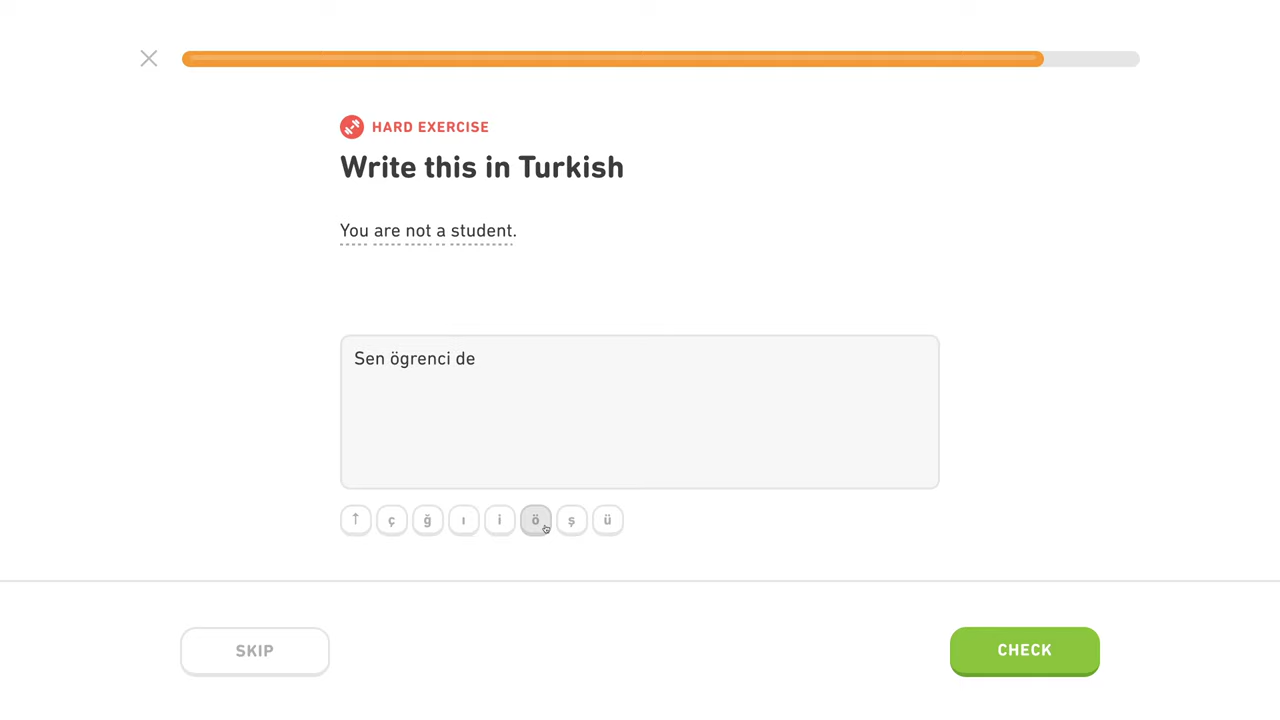 HARD EXERCISE
Write this in Turkish
You are not a student.
Sen ögrenci de
↑ ç ğ ı i ö ş ü
SKIP
CHECK